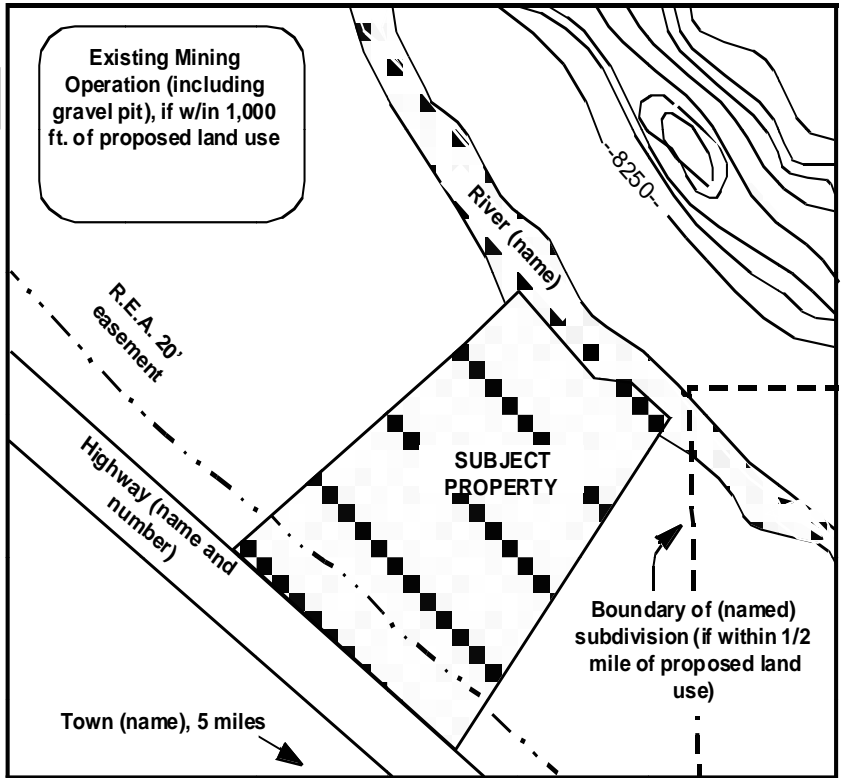 Existing Mining
Operation (including
gravel pit), if w/in 1,000
ft. of proposed land use
--8250--
River (name)
R.E.A. 20'
easement
Highway (name and
number)
SUBJECT
PROPERTY
Boundary of (named)
subdivision (if within 1/2
mile of proposed land
use)
Town (name), 5 miles